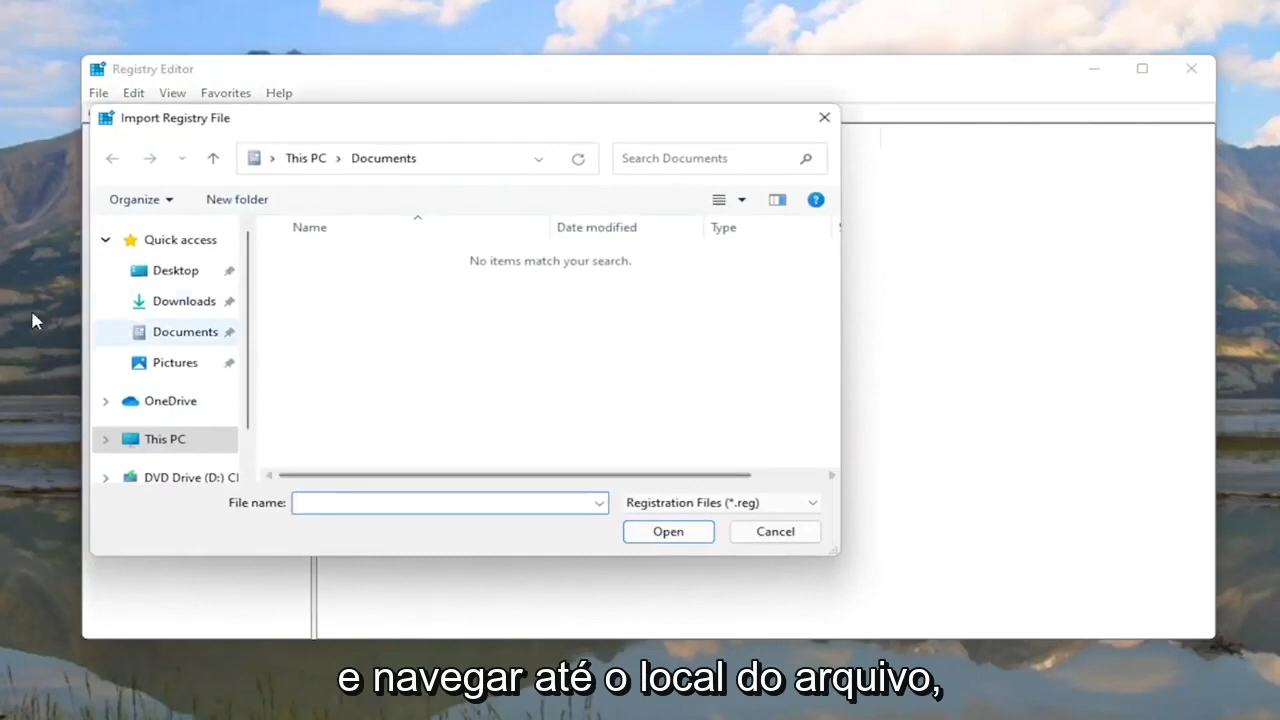 Registry Editor
File Edit View Favorites Help
Import Registry File
This PC > Documents
Search Documents
Organize
New folder
Name
Date modified
Type
Quick access
No items match your search.
Desktop
Downloads
Documents
Pictures
OneDrive
This PC
DVD Drive (D:) C
File name:
Registration Files (*.reg)
Open
Cancel
e navegar até o local do arquivo,